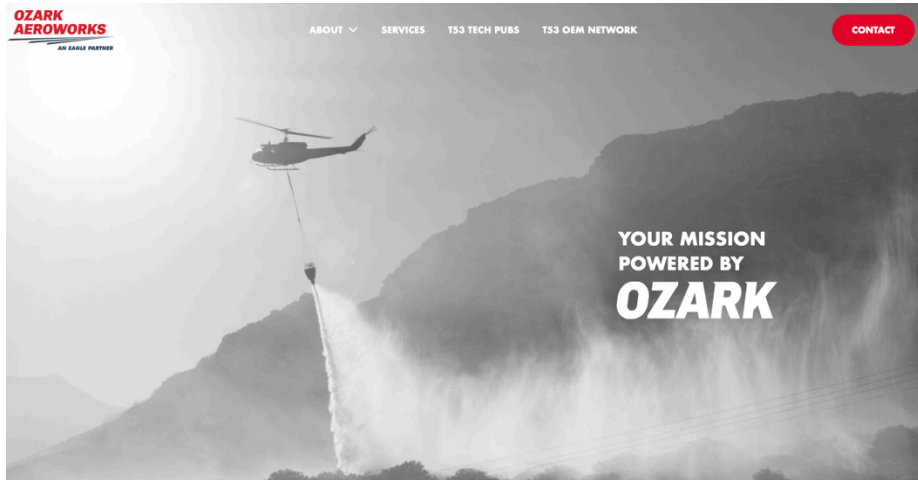 OZARK
AEROWORKS
AN EAGLE PARTNER
ABOUT
SERVICES
T53 TECH PUBS
T53 OEM NETWORK
CONTACT
YOUR MISSION
POWERED BY
OZARK